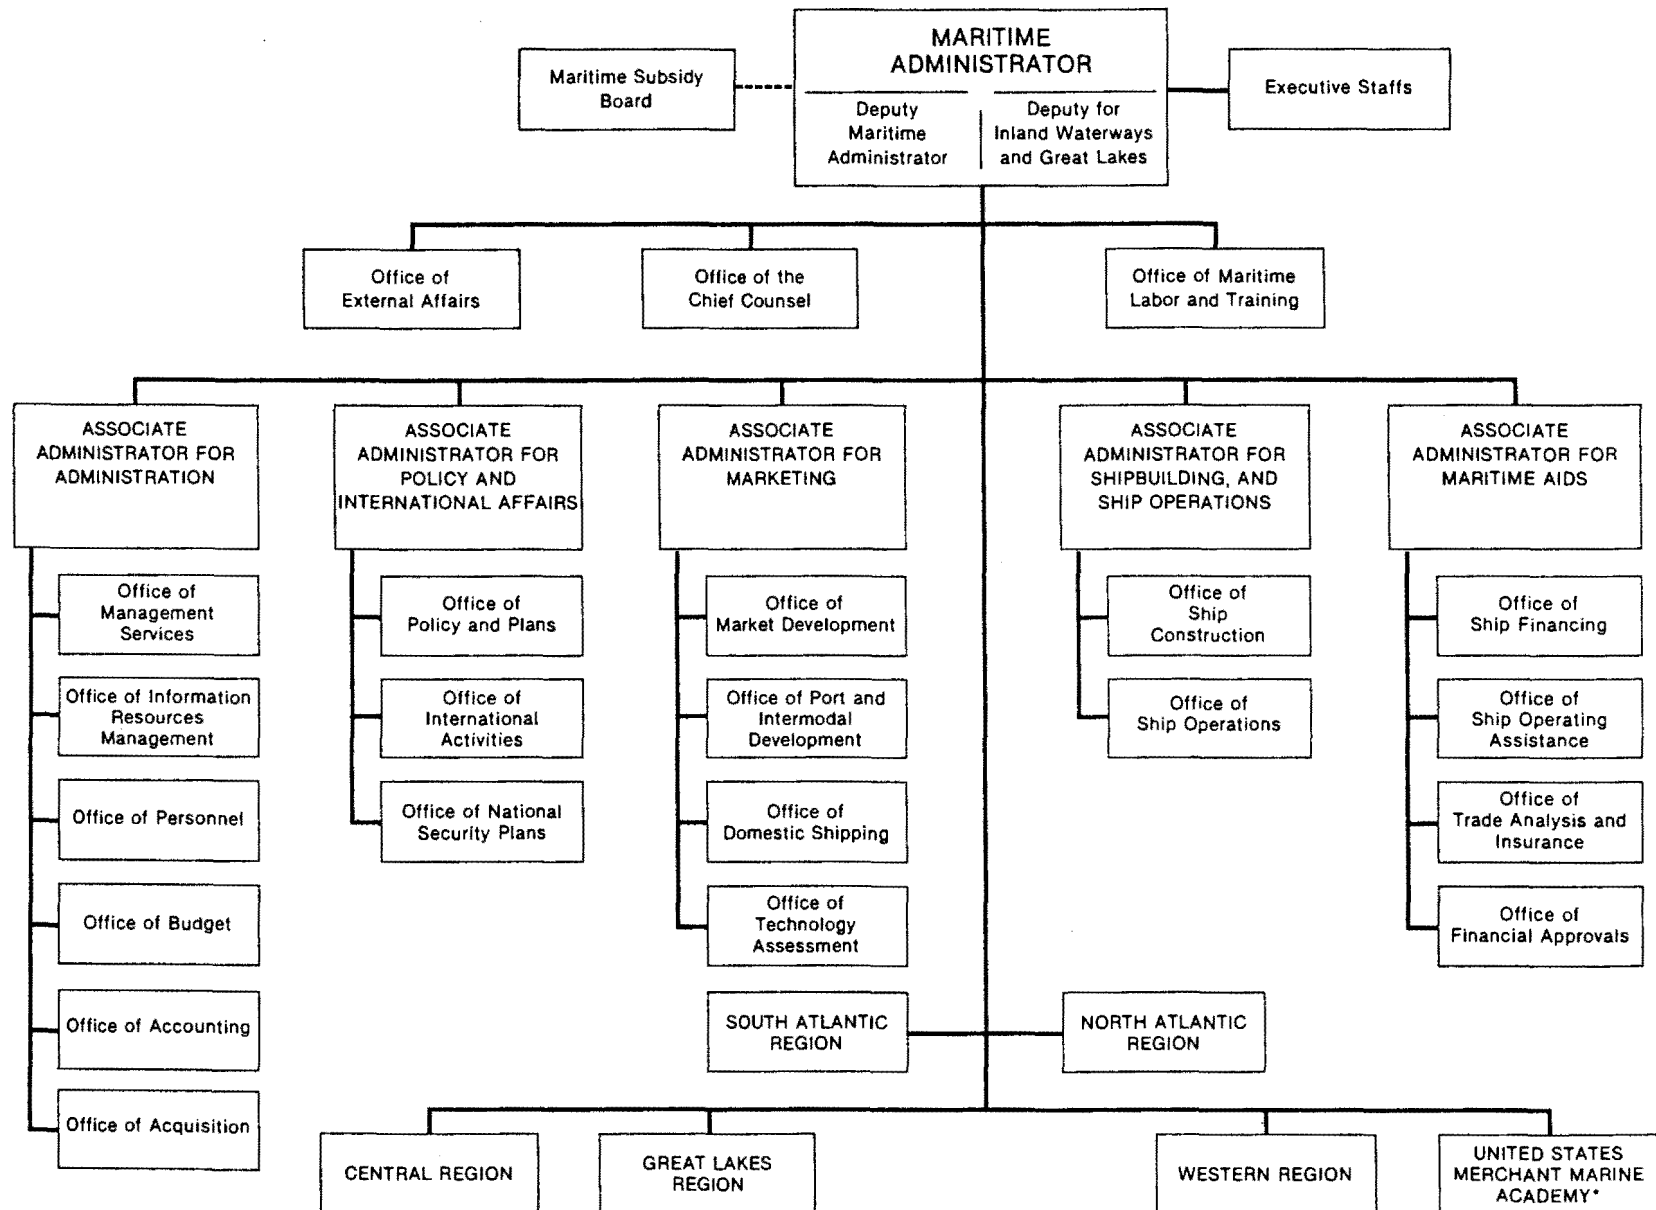 MARITIME
ADMINISTRATOR
Maritime Subsidy
Board
Executive Staffs
Deputy
Maritime
Administrator
Deputy for
Inland Waterways
and Great Lakes
Office of
External Affairs
Office of the
Chief Counsel
Office of Maritime
Labor and Training
ASSOCIATE
ADMINISTRATOR FOR
ADMINISTRATION
ASSOCIATE
ADMINISTRATOR FOR
POLICY AND
INTERNATIONAL AFFAIRS
ASSOCIATE
ADMINISTRATOR FOR
MARKETING
ASSOCIATE
ADMINISTRATOR FOR
SHIPBUILDING, AND
SHIP OPERATIONS
ASSOCIATE
ADMINISTRATOR FOR
MARITIME AIDS
Office of
Management
Services
Office of Information
Resources
Management
Office of Personnel
Office of Budget
Office of Accounting
Office of Acquisition
Office of
Policy and Plans
Office of
International
Activities
Office of National
Security Plans
Office of
Market Development
Office of Port and
Intermodal
Development
Office of
Domestic Shipping
Office of
Technology
Assessment
Office of
Ship
Construction
Office of
Ship Operations
Office of
Ship Financing
Office of
Ship Operating
Assistance
Office of
Trade Analysis and
Insurance
Office of
Financial Approvals
SOUTH ATLANTIC
REGION
NORTH ATLANTIC
REGION
CENTRAL REGION
GREAT LAKES
REGION
WESTERN REGION
UNITED STATES
MERCHANT MARINE
ACADEMY*